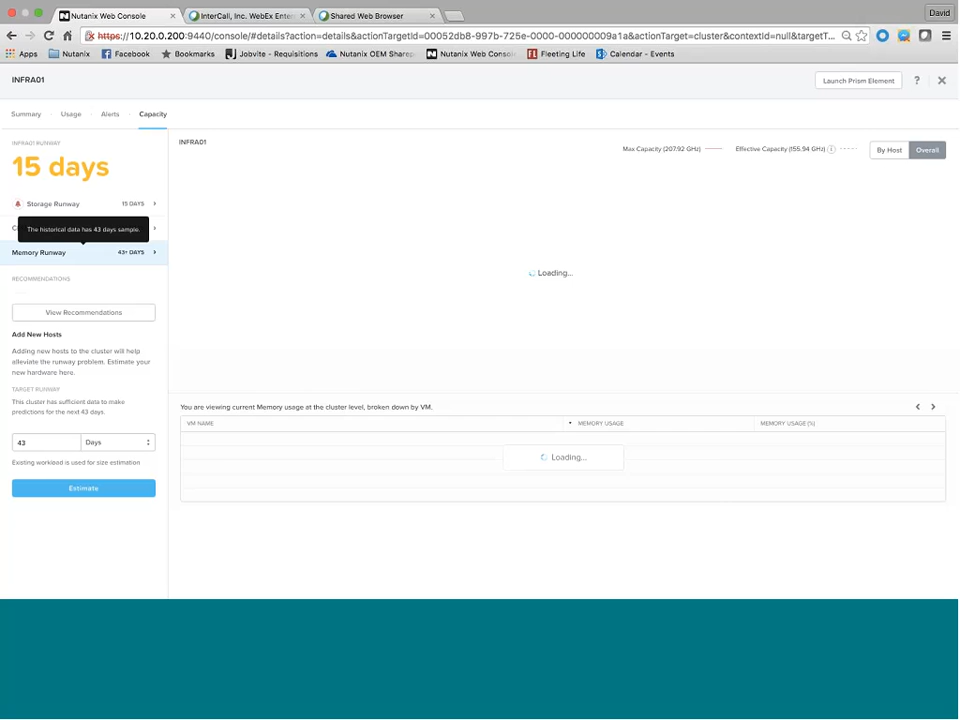 Nutanix Web Console
InterCall, Inc. WebEx Enter
Shared Web Browser
David
https://10.20.0.200:9440/console/#details?action=details&actionTargetId=00052db8-997b-725e-0000-000000009a1a&actionTarget=cluster&contextId=null&targetT...
Apps
Nutanix
Facebook
Bookmarks
Jobvite - Requisitions
Nutanix OEM Sharep
Nutanix Web Conso
Fleeting Life
Calendar - Events
INFRA01
Launch Prism Element
?
Summary
Usage
Alerts
Capacity
INFRA01 RUNWAY
15 days
Storage Runway 15 DAYS
The historical data has 43 days sample.
Memory Runway 43+ DAYS
RECOMMENDATIONS
View Recommendations
Add New Hosts
Adding new hosts to the cluster will help
alleviate the runway problem. Estimate your
new hardware here.
TARGET RUNWAY
This cluster has sufficient data to make
predictions for the next 43 days.
43 Days
Existing workload is used for size estimation
Estimate
INFRA01
Max Capacity (207.92 GHz)
Effective Capacity (155.94 GHz)
By Host
Overall
Loading...
You are viewing current Memory usage at the cluster level, broken down by VM.
VM NAME
MEMORY USAGE
MEMORY USAGE (%)
Loading...